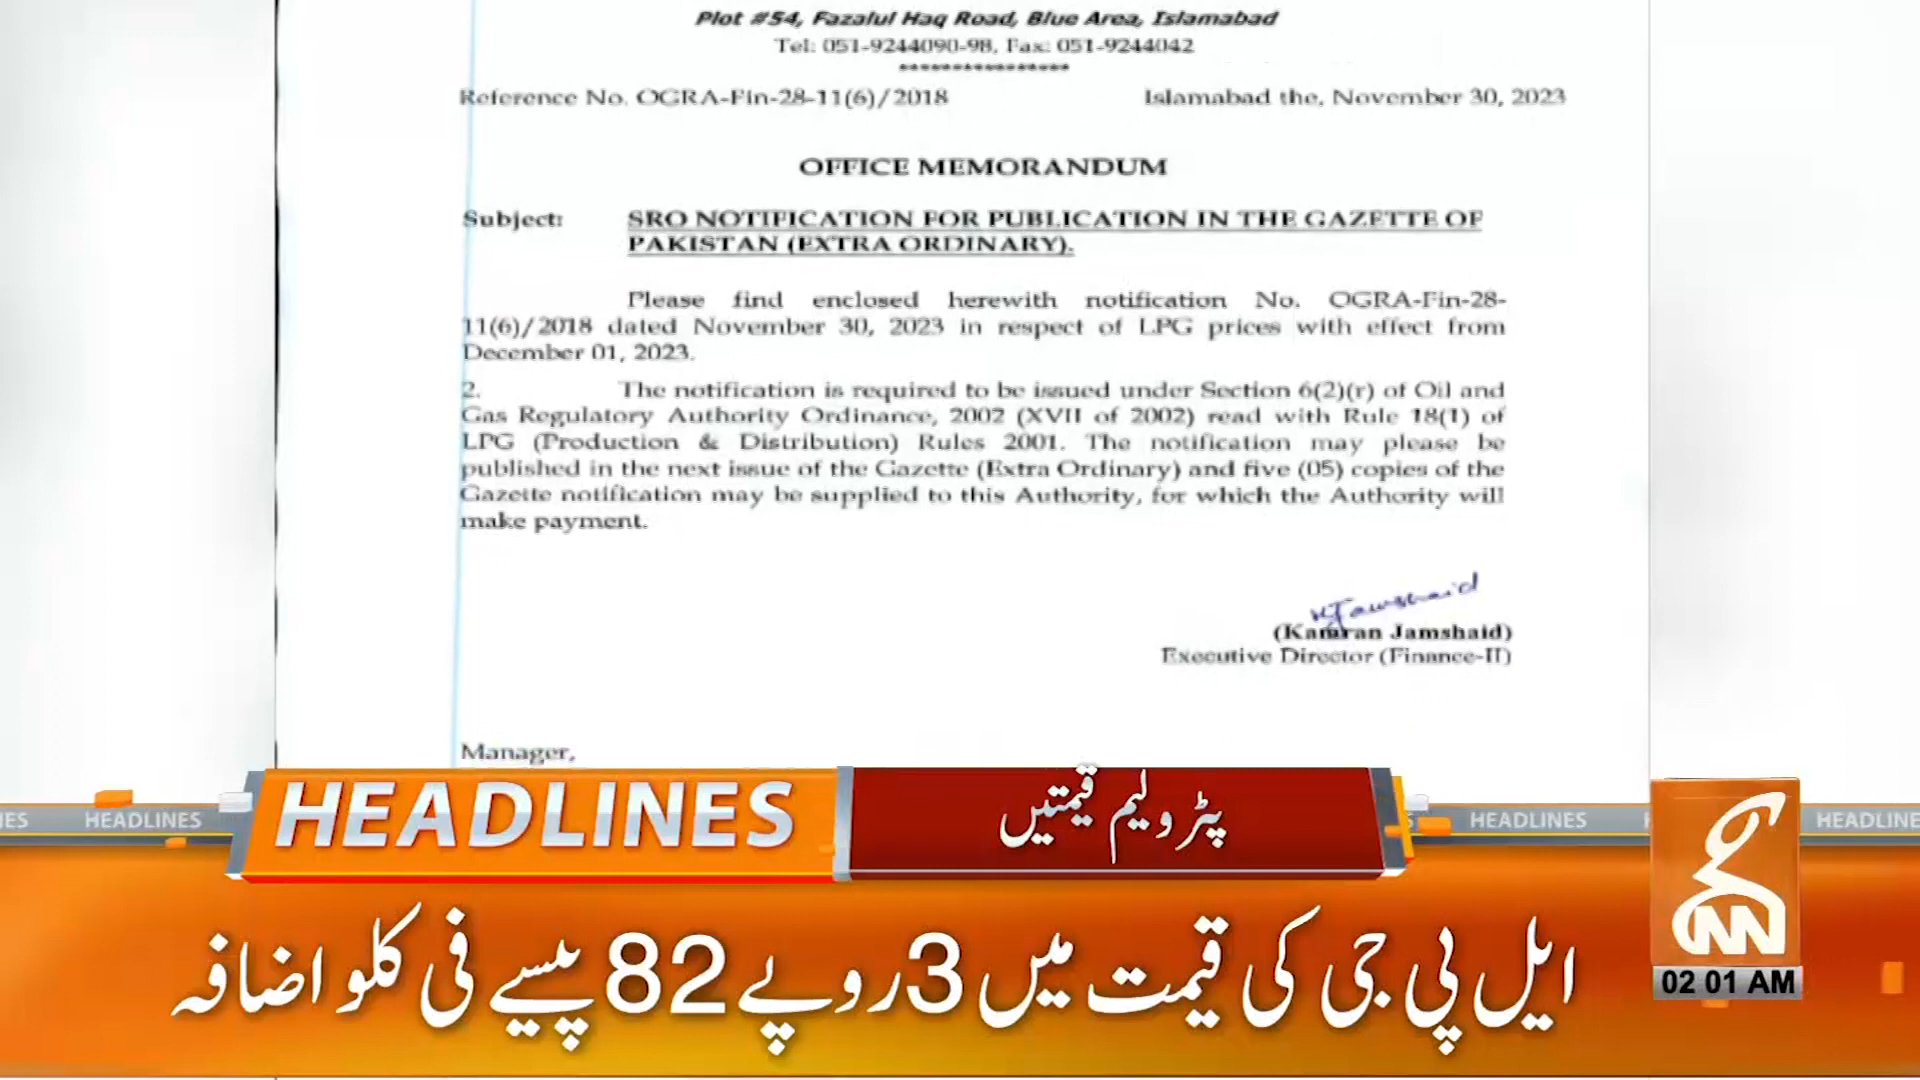 Plot #54, Fazalul Haq Road, Blue Area, Islamabad
Tel: 051-9244090-98, Fax: 051-9244042
****************
Reference No. OGRA-Fin-28-11(6)/2018 Islamabad the, November 30, 2023
OFFICE MEMORANDUM
Subject: SRO NOTIFICATION FOR PUBLICATION IN THE GAZETTE OF
PAKISTAN (EXTRA ORDINARY).
Please find enclosed herewith notification No. OGRA-Fin-28-
11(6)/2018 dated November 30, 2023 in respect of LPG prices with effect from
December 01, 2023.
2. The notification is required to be issued under Section 6(2)(r) of Oil and
Gas Regulatory Authority Ordinance, 2002 (XVII of 2002) read with Rule 18(1) of
LPG (Production & Distribution) Rules 2001. The notification may please be
published in the next issue of the Gazette (Extra Ordinary) and five (05) copies of the
Gazette notification may be supplied to this Authority, for which the Authority will
make payment.
(Kamran Jamshaid)
Executive Director (Finance-II)
Manager,
HEADLINES
پٹرولیم قیمتیں
HEADLINES
HEADLINES
HEADLINE
ایل پی جی کی قیمت میں 3روپے 82 پیسے فی کلو اضافہ
GNN
02 01 AM